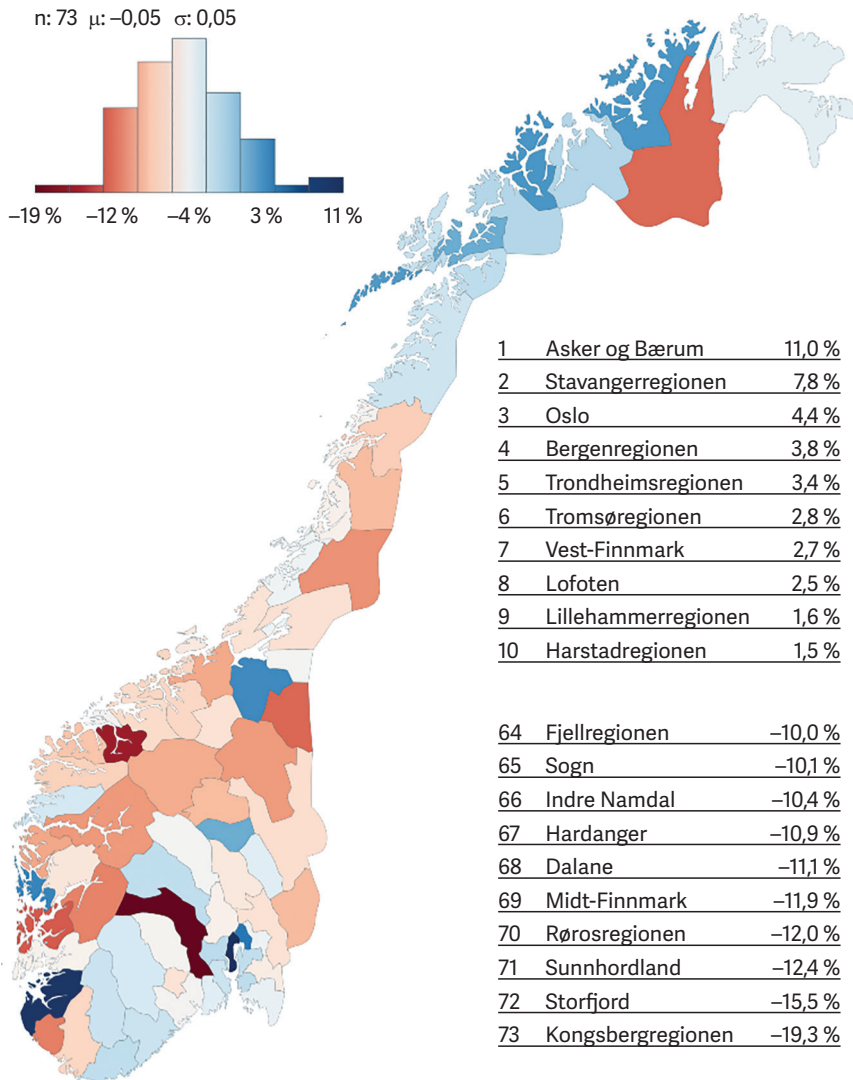 n: 73 μ: –0,05 σ: 0,05
–19 % –12 % –4 % 3 % 11 %
1 Asker og Bærum 11,0 %
2 Stavangerregionen 7,8 %
3 Oslo 4,4 %
4 Bergenregionen 3,8 %
5 Trondheimsregionen 3,4 %
6 Tromsøregionen 2,8 %
7 Vest-Finnmark 2,7 %
8 Lofoten 2,5 %
9 Lillehammerregionen 1,6 %
10 Harstadregionen 1,5 %
64 Fjellregionen –10,0 %
65 Sogn –10,1 %
66 Indre Namdal –10,4 %
67 Hardanger –10,9 %
68 Dalane –11,1 %
69 Midt-Finnmark –11,9 %
70 Rørosregionen –12,0 %
71 Sunnhordland –12,4 %
72 Storfjord –15,5 %
73 Kongsbergregionen –19,3 %